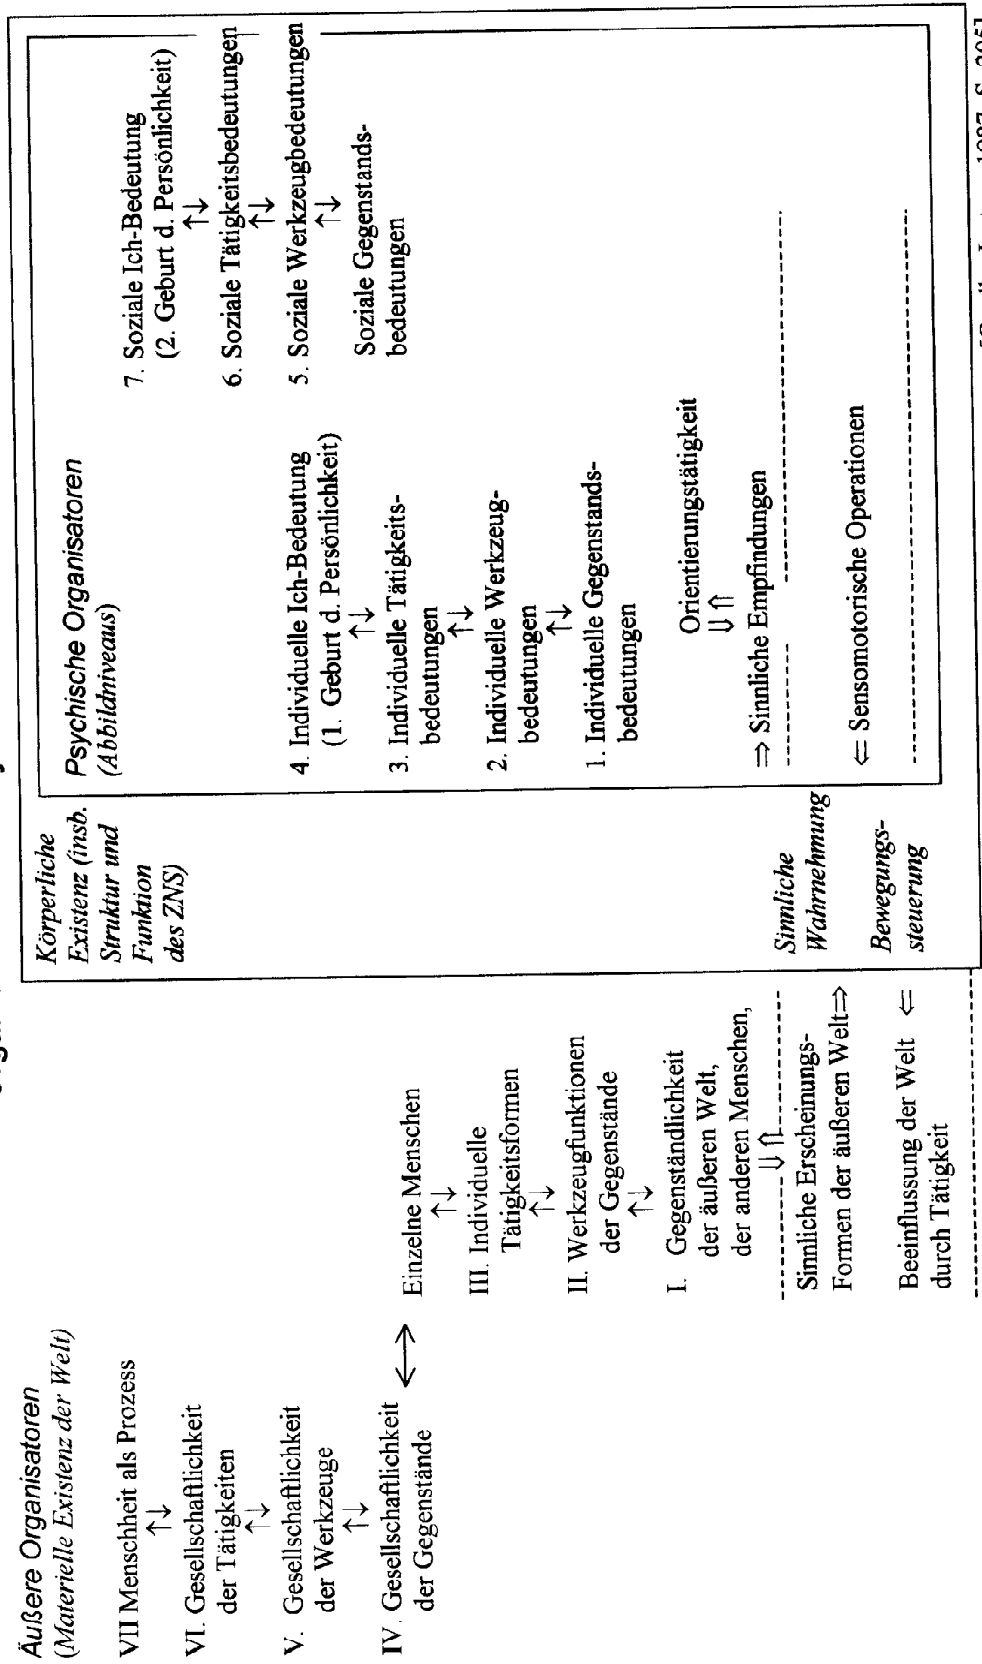 Äußere Organisatoren
(Materielle Existenz der Welt)
VII Menschheit als Prozess
↑↓
VI. Gesellschaftlichkeit
der Tätigkeiten
↑↓
V. Gesellschaftlichkeit
der Werkzeuge
↑↓
IV. Gesellschaftlichkeit
der Gegenstände
⟷
Einzelne Menschen
↑↓
III. Individuelle
Tätigkeitsformen
↑↓
II. Werkzeugfunktionen
der Gegenstände
↑↓
I. Gegenständlichkeit
der äußeren Welt,
der anderen Menschen,
⇓⇑
Sinnliche Erscheinungs-
Formen der äußeren Welt⇒
Beeinflussung der Welt ⇐
durch Tätigkeit
Körperliche
Existenz (insb.
Struktur und
Funktion
des ZNS)
Sinnliche
Wahrnehmung
Bewegungs-
steuerung
Psychische Organisatoren
(Abbildniveaus)
4. Individuelle Ich-Bedeutung
(1. Geburt d. Persönlichkeit)
↑↓
3. Individuelle Tätigkeits-
bedeutungen
↑↓
2. Individuelle Werkzeug-
bedeutungen
↑↓
1. Individuelle Gegenstands-
bedeutungen
Orientierungstätigkeit
⇓⇑
⇒ Sinnliche Empfindungen
⇐ Sensomotorische Operationen
7. Soziale Ich-Bedeutung
(2. Geburt d. Persönlichkeit)
↑↓
6. Soziale Tätigkeitsbedeutungen
↑↓
5. Soziale Werkzeugbedeutungen
↑↓
Soziale Gegenstands-
bedeutungen